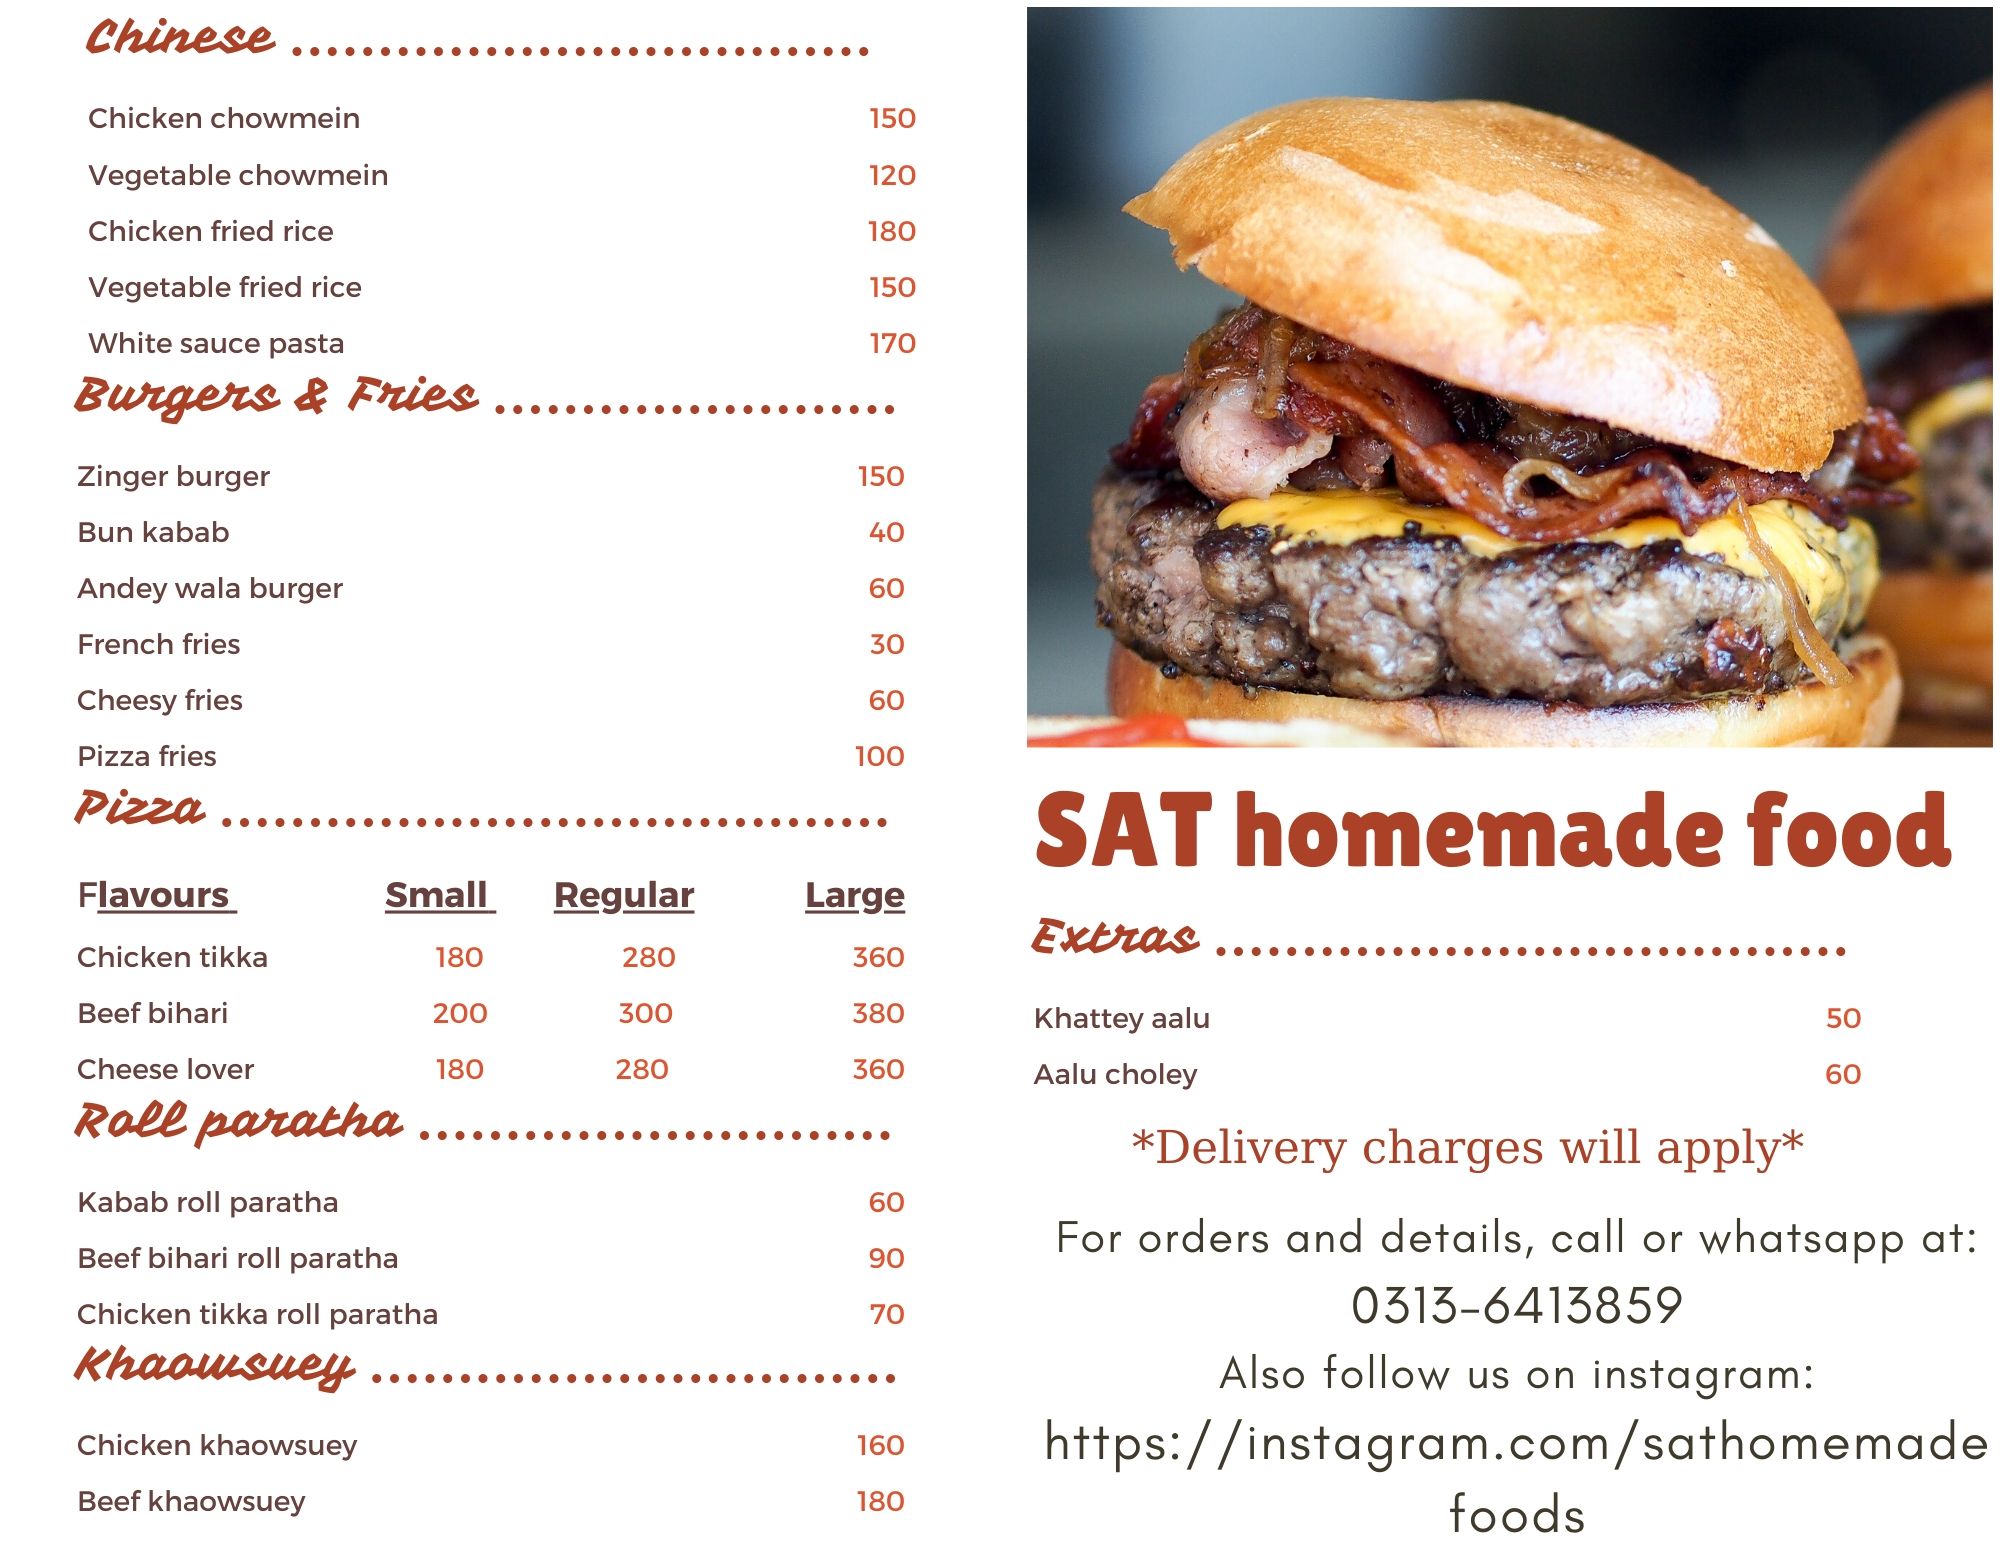 Chinese ................................
Chicken chowmein 150
Vegetable chowmein 120
Chicken fried rice 180
Vegetable fried rice 150
White sauce pasta 170
Burgers & Fries .......................
Zinger burger 150
Bun kabab 40
Andey wala burger 60
French fries 30
Cheesy fries 60
Pizza fries 100
Pizza ......................................
Flavours Small Regular Large
Chicken tikka 180 280 360
Beef bihari 200 300 380
Cheese lover 180 280 360
Roll paratha ...........................
Kabab roll paratha 60
Beef bihari roll paratha 90
Chicken tikka roll paratha 70
Khaowsuey ..............................
Chicken khaowsuey 160
Beef khaowsuey 180
SAT homemade food
Extras ....................................
Khattey aalu 50
Aalu choley 60
*Delivery charges will apply*
For orders and details, call or whatsapp at:
0313-6413859
Also follow us on instagram:
https://instagram.com/sathomemade
foods